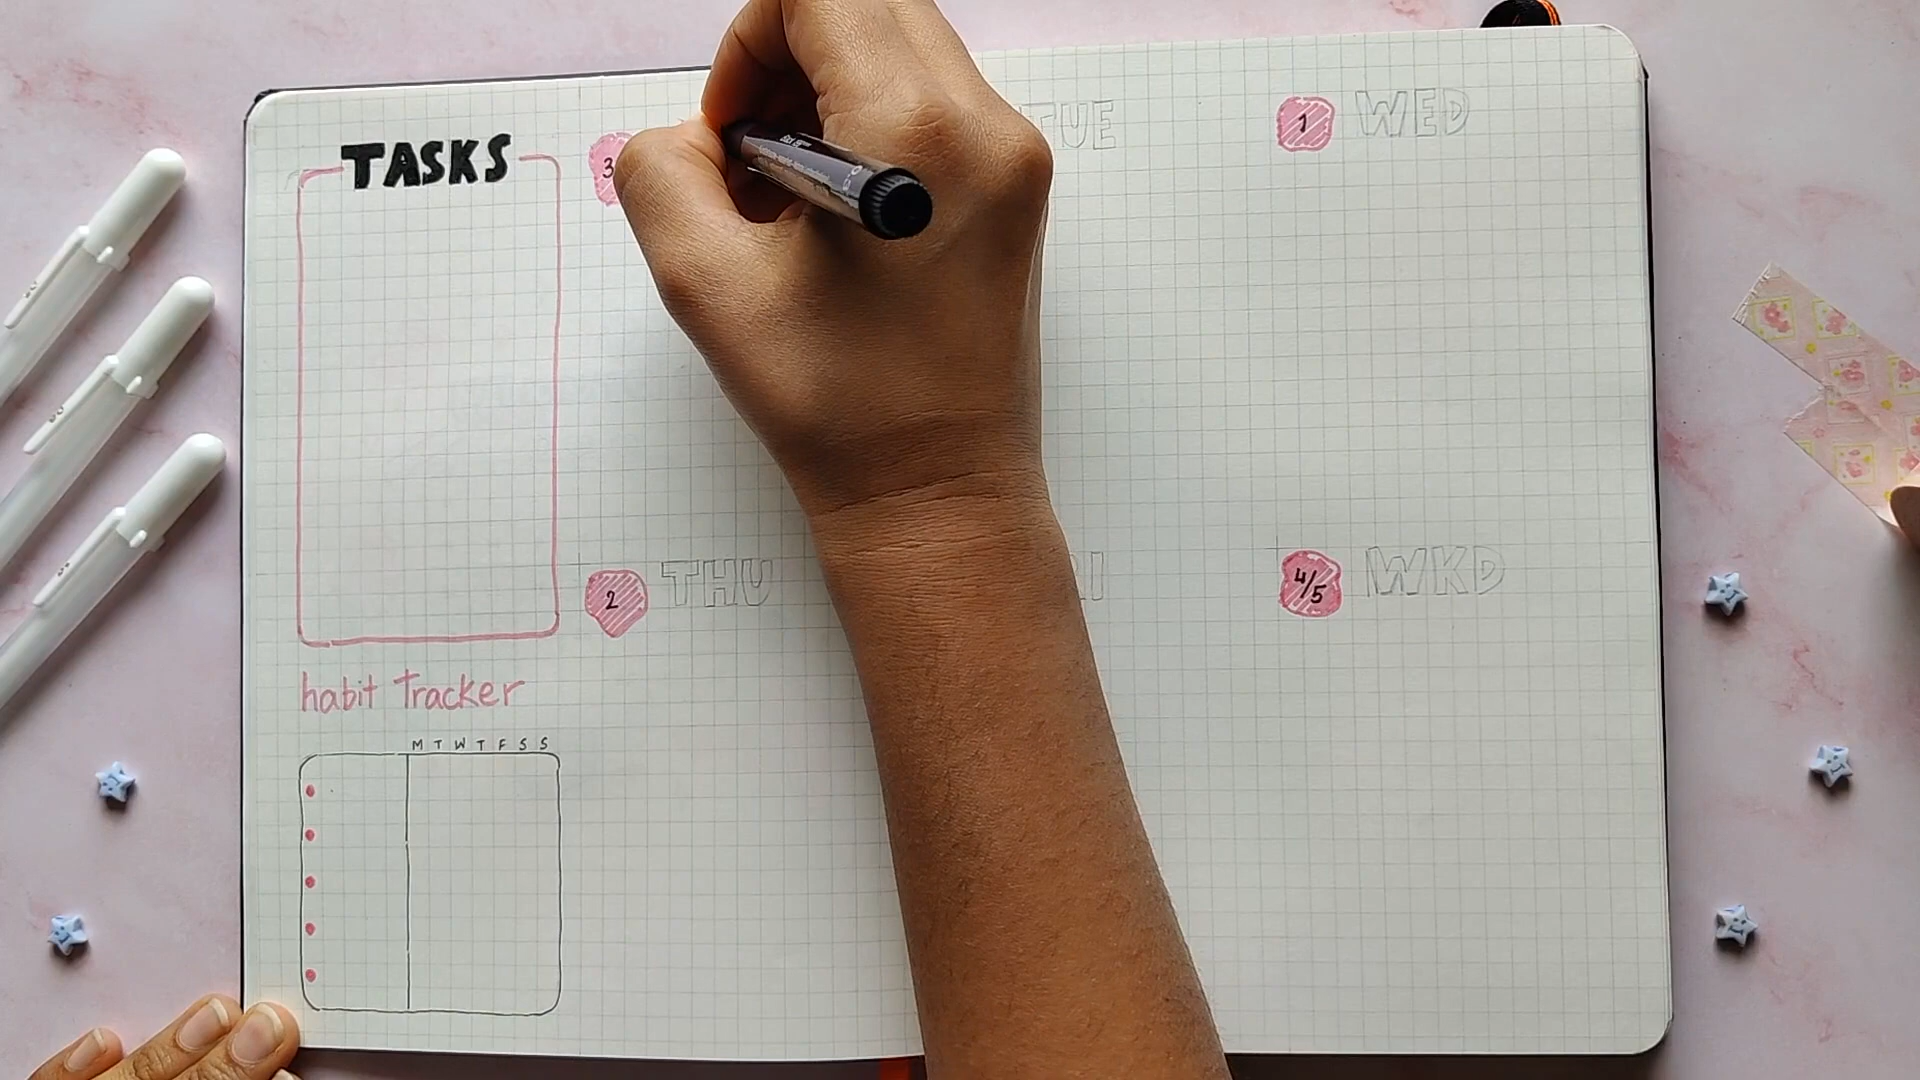 TASKS
3
TUE
1 WED
2 THU
4/5 WKD
habit Tracker
M T W T F S S